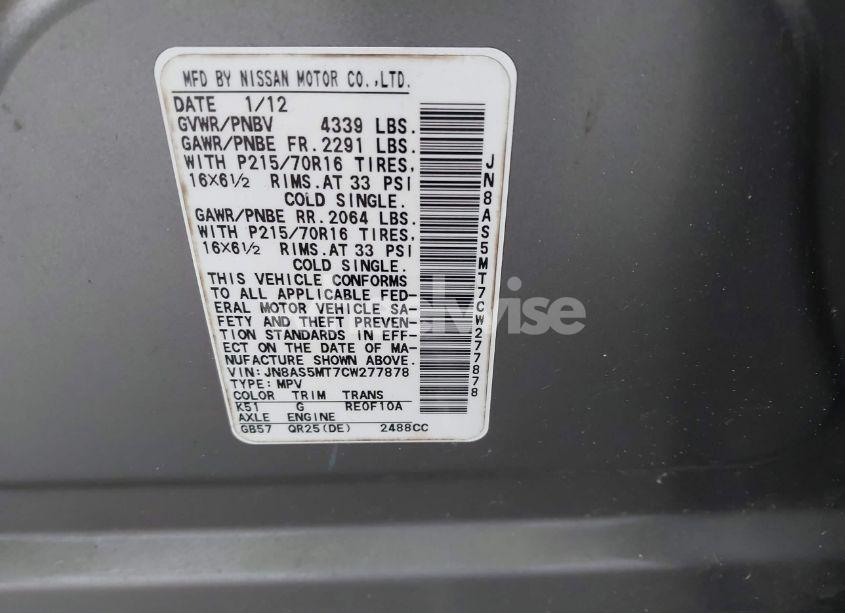 MFD BY NISSAN MOTOR CO.,LTD.
DATE 1/12
GVWR/PNBV 4339 LBS.
GAWR/PNBE FR. 2291 LBS.
WITH P215/70R16 TIRES,
16×6½ RIMS.AT 33 PSI
COLD SINGLE.
GAWR/PNBE RR. 2064 LBS.
WITH P215/70R16 TIRES,
16×6½ RIMS.AT 33 PSI
COLD SINGLE.
THIS VEHICLE CONFORMS
TO ALL APPLICABLE FED-
ERAL MOTOR VEHICLE SA-
FETY AND THEFT PREVEN-
TION STANDARDS IN EFF-
ECT ON THE DATE OF MA-
NUFACTURE SHOWN ABOVE.
VIN: JN8AS5MT7CW277878
TYPE: MPV
COLOR TRIM TRANS
K51 G RE0F10A
AXLE ENGINE
GB57 QR25(DE) 2488CC
JN8AS5MT7CW277878